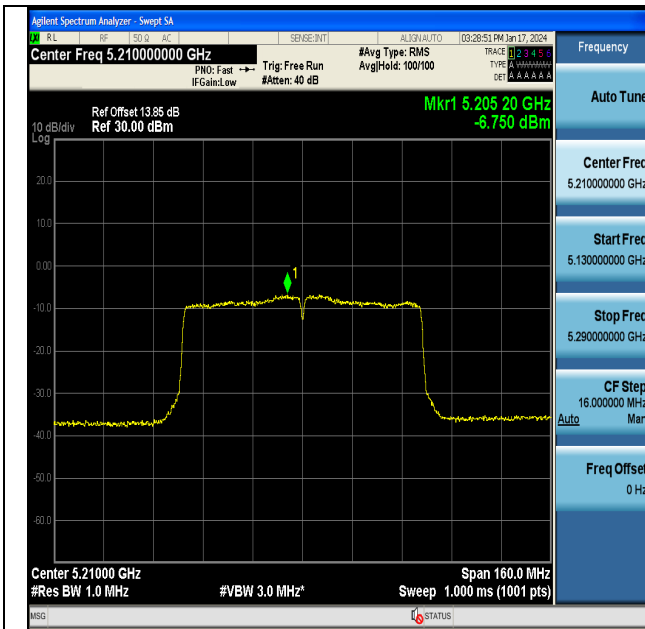 Agilent Spectrum Analyzer - Swept SA
LXI RL RF 50 Ω AC SENSE:INT ALIGN AUTO 03:28:51 PM Jan 17, 2024
Center Freq 5.210000000 GHz
PNO: Fast
IFGain:Low
Trig: Free Run
#Atten: 40 dB
#Avg Type: RMS
Avg|Hold: 100/100
TRACE 1 2 3 4 5 6
TYPE A
DET A A A A A A
Ref Offset 13.85 dB
10 dB/div Ref 30.00 dBm
Log
Mkr1 5.205 20 GHz
-6.750 dBm
20.0
10.0
0.00
-10.0
-20.0
-30.0
-40.0
-50.0
-60.0
1
Center 5.21000 GHz Span 160.0 MHz
#Res BW 1.0 MHz #VBW 3.0 MHz* Sweep 1.000 ms (1001 pts)
MSG STATUS
Frequency
Auto Tune
Center Freq
5.210000000 GHz
Start Freq
5.130000000 GHz
Stop Freq
5.290000000 GHz
CF Step
16.000000 MHz
Auto Man
Freq Offset
0 Hz